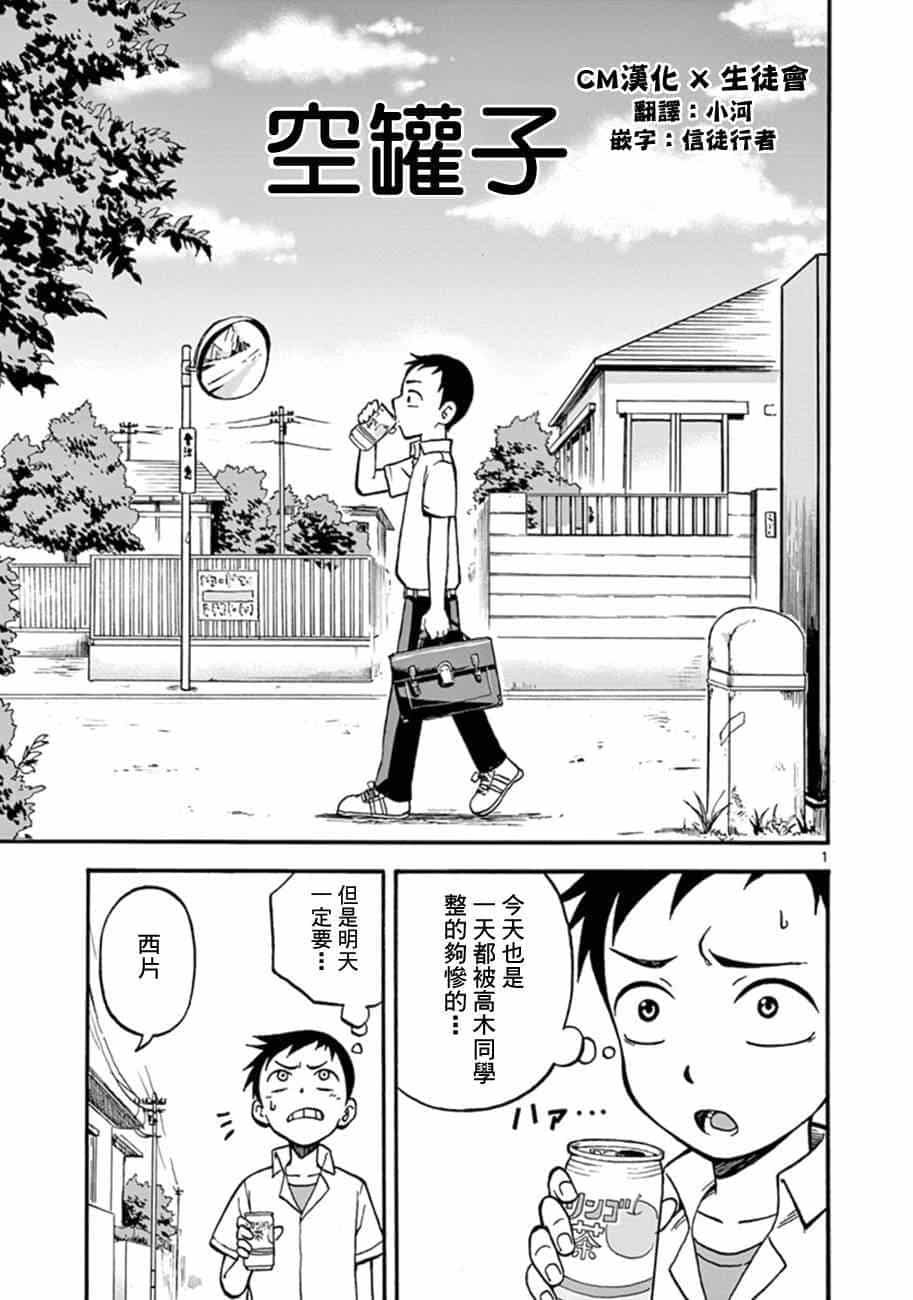 空罐子
CM漢化 X 生徒會
翻譯：小河
嵌字：信徒行者
1
今天也是
一天都被高木同學
整的夠慘的…
ハァ…
リンゴ
茶
但是明天
一定要…
西片